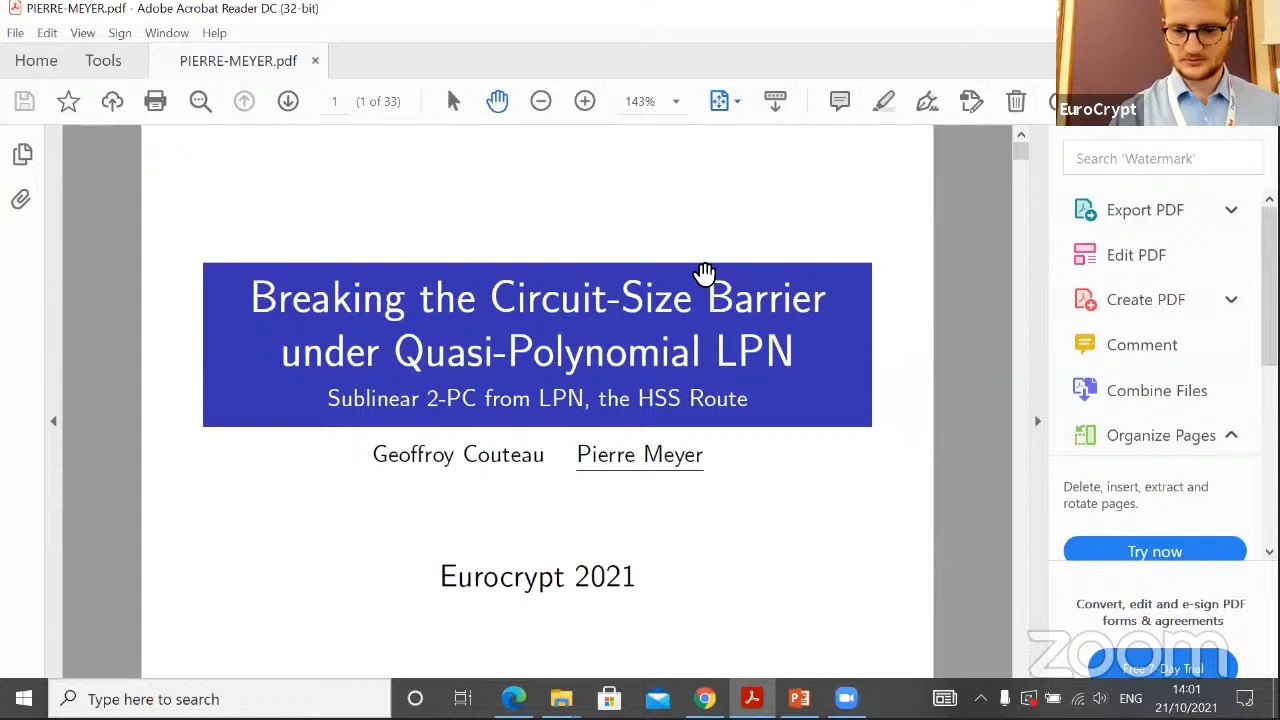 PIERRE-MEYER.pdf - Adobe Acrobat Reader DC (32-bit)
File Edit View Sign Window Help
Home Tools PIERRE-MEYER.pdf ×
1 (1 of 33) 143%
EuroCrypt
Search 'Watermark'
Export PDF
Edit PDF
Create PDF
Comment
Combine Files
Organize Pages
Delete, insert, extract and
rotate pages.
Try now
Convert, edit and e-sign PDF
forms & agreements
Free 7-Day Trial
Breaking the Circuit-Size Barrier
under Quasi-Polynomial LPN
Sublinear 2-PC from LPN, the HSS Route
Geoffroy Couteau Pierre Meyer
Eurocrypt 2021
zoom
Type here to search
ENG
14:01
21/10/2021